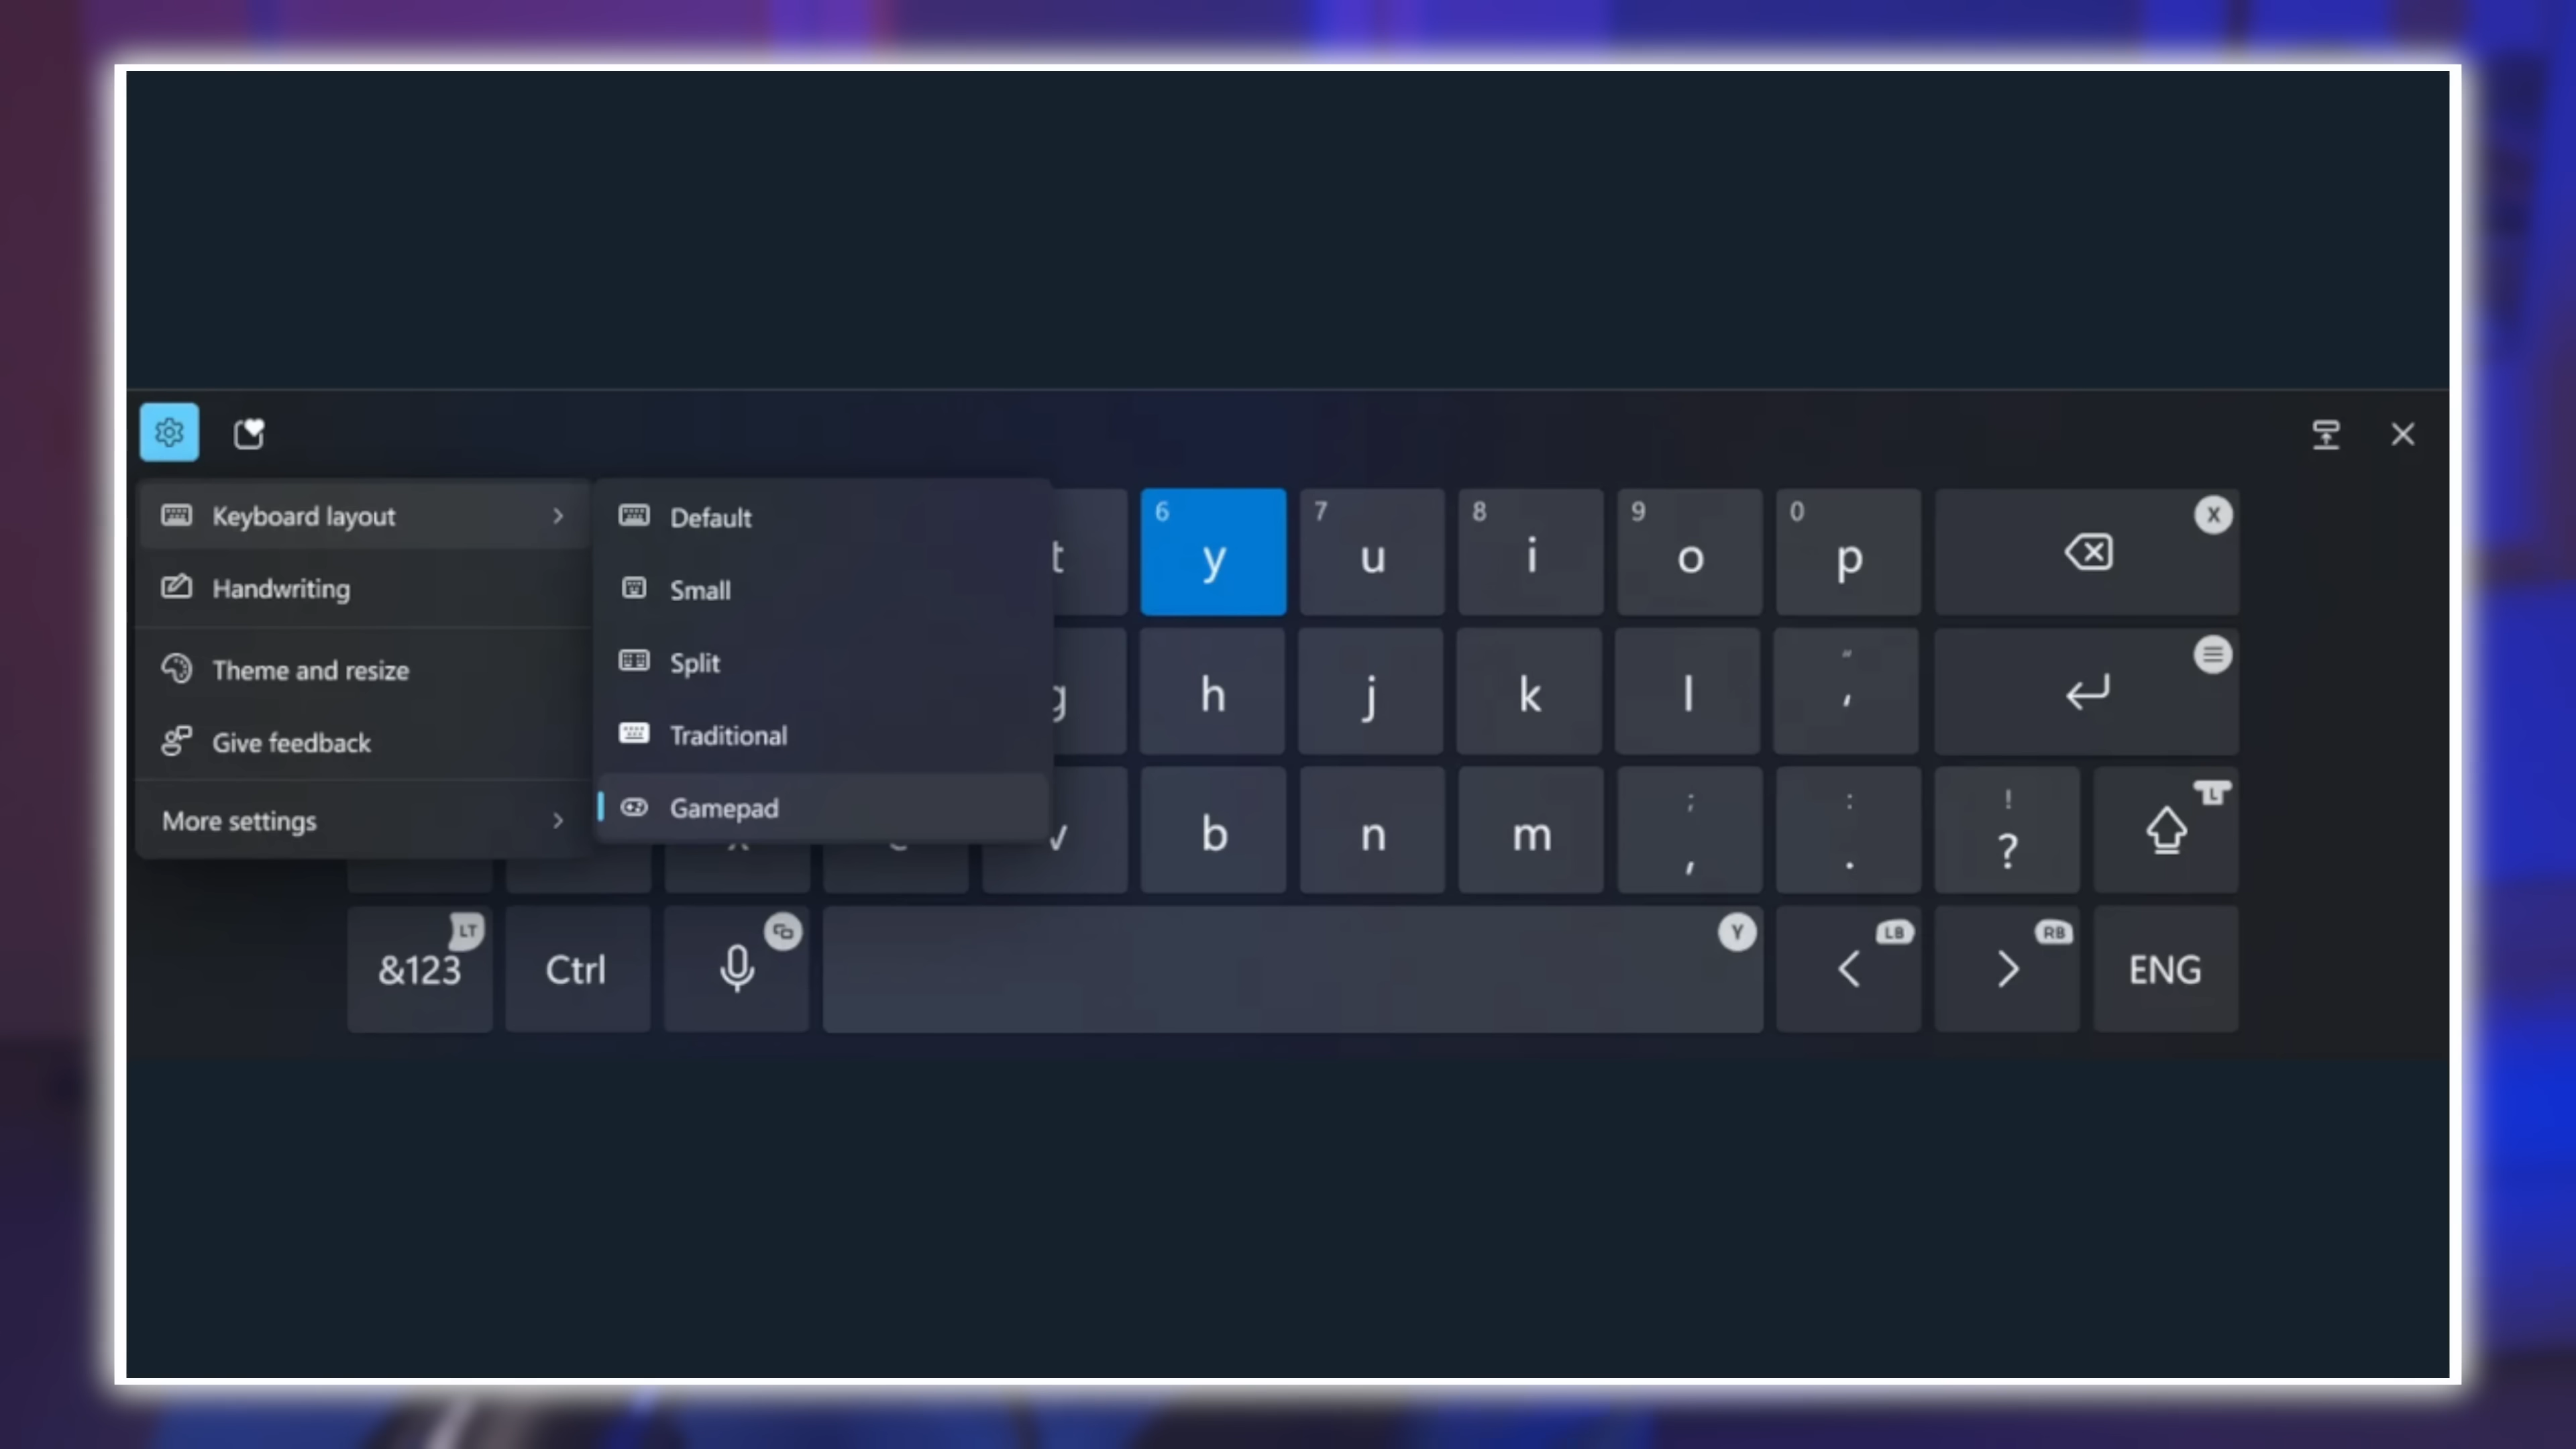 Keyboard layout
Handwriting
Theme and resize
Give feedback
More settings
Default
Small
Split
Traditional
Gamepad
t 6 y 7 u 8 i 9 o 0 p X
g h j k l " '
v b n m ; , : . ! ? L
&123 LT Ctrl Y < LB > RB ENG